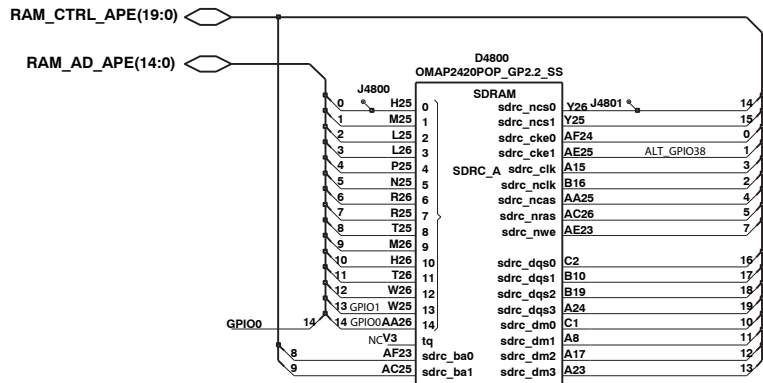 RAM_CTRL_APE(19:0)
RAM_AD_APE(14:0)
D4800
OMAP2420POP_GP2.2_SS
J4800 SDRAM
0 H25 0 sdrc_ncs0 Y26 J4801 14
1 M25 1 sdrc_ncs1 Y25 15
2 L25 2 sdrc_cke0 AF24 0
3 L26 3 sdrc_cke1 AE25 ALT_GPIO38 1
4 P25 4 SDRC_A sdrc_clk A15 3
5 N25 5 sdrc_nclk B16 2
6 R26 6 sdrc_ncas AA25 4
7 R25 7 sdrc_nras AC26 5
8 T25 8 sdrc_nwe AE23 7
9 M26 9
10 H26 10 sdrc_dqs0 C2 16
11 T26 11 sdrc_dqs1 B10 17
12 W26 12 sdrc_dqs2 B19 18
13 GPIO1 W25 13 sdrc_dqs3 A24 19
GPIO0 14 14 GPIO0 AA26 14 sdrc_dm0 C1 10
NC V3 tq sdrc_dm1 A8 11
8 AF23 sdrc_ba0 sdrc_dm2 A17 12
9 AC25 sdrc_ba1 sdrc_dm3 A23 13